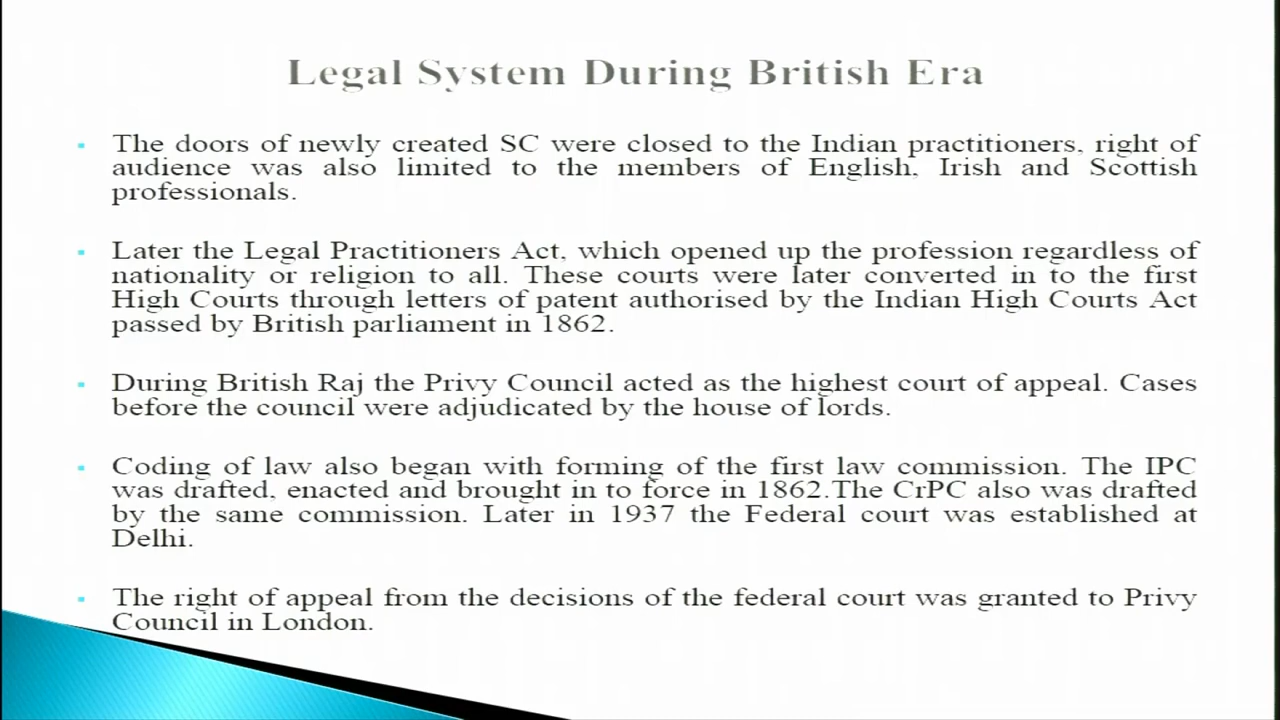 Legal System During British Era
The doors of newly created SC were closed to the Indian practitioners, right of
audience was also limited to the members of English, Irish and Scottish
professionals.
Later the Legal Practitioners Act, which opened up the profession regardless of
nationality or religion to all. These courts were later converted in to the first
High Courts through letters of patent authorised by the Indian High Courts Act
passed by British parliament in 1862.
During British Raj the Privy Council acted as the highest court of appeal. Cases
before the council were adjudicated by the house of lords.
Coding of law also began with forming of the first law commission. The IPC
was drafted, enacted and brought in to force in 1862.The CrPC also was drafted
by the same commission. Later in 1937 the Federal court was established at
Delhi.
The right of appeal from the decisions of the federal court was granted to Privy
Council in London.